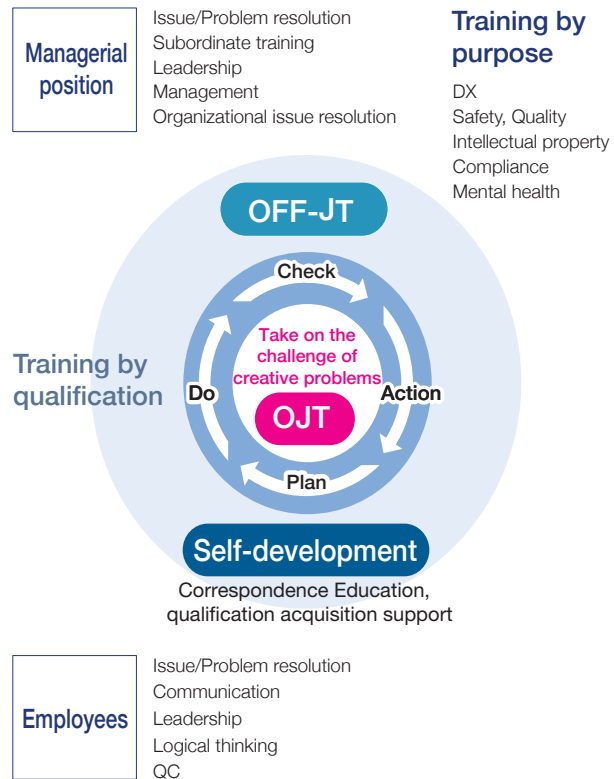 Managerial
position
Issue/Problem resolution
Subordinate training
Leadership
Management
Organizational issue resolution
Training by
purpose
DX
Safety, Quality
Intellectual property
Compliance
Mental health
OFF-JT
Check
Take on the
challenge of
creative problems
OJT
Training by
qualification
Do
Action
Plan
Self-development
Correspondence Education,
qualification acquisition support
Employees
Issue/Problem resolution
Communication
Leadership
Logical thinking
QC